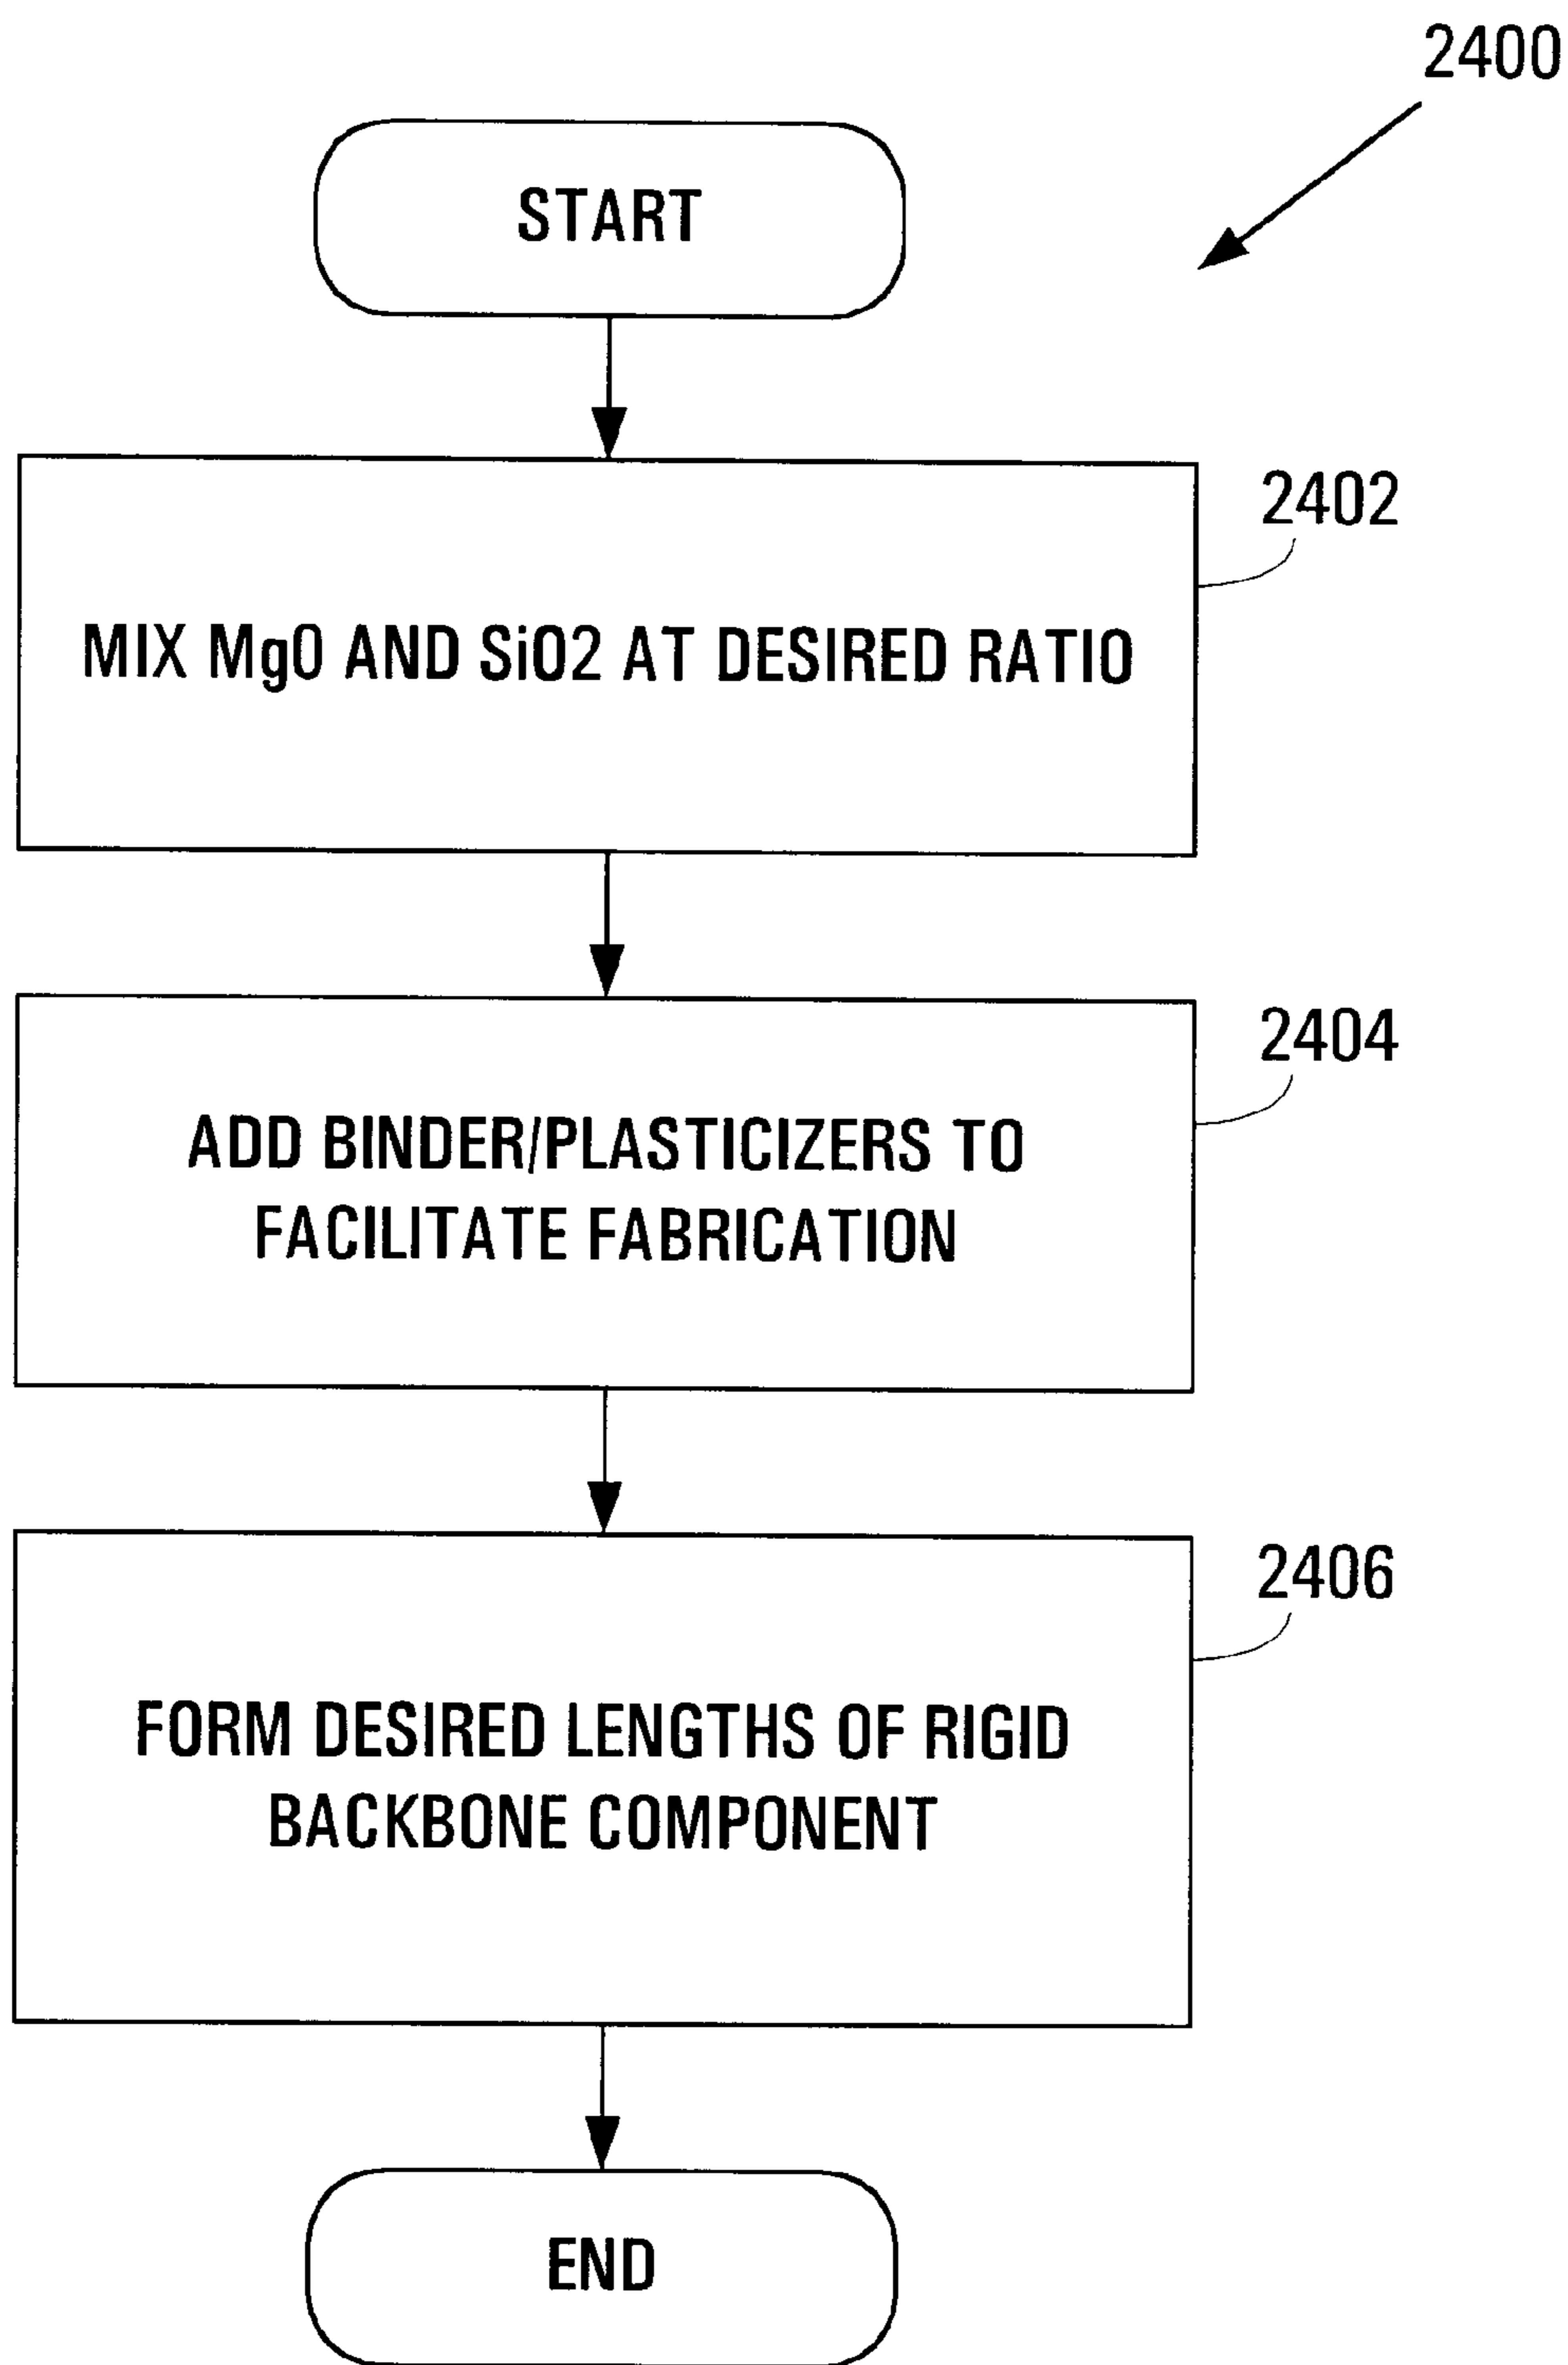 2400
START
2402
MIX MgO AND SiO2 AT DESIRED RATIO
2404
ADD BINDER/PLASTICIZERS TO
FACILITATE FABRICATION
2406
FORM DESIRED LENGTHS OF RIGID
BACKBONE COMPONENT
END